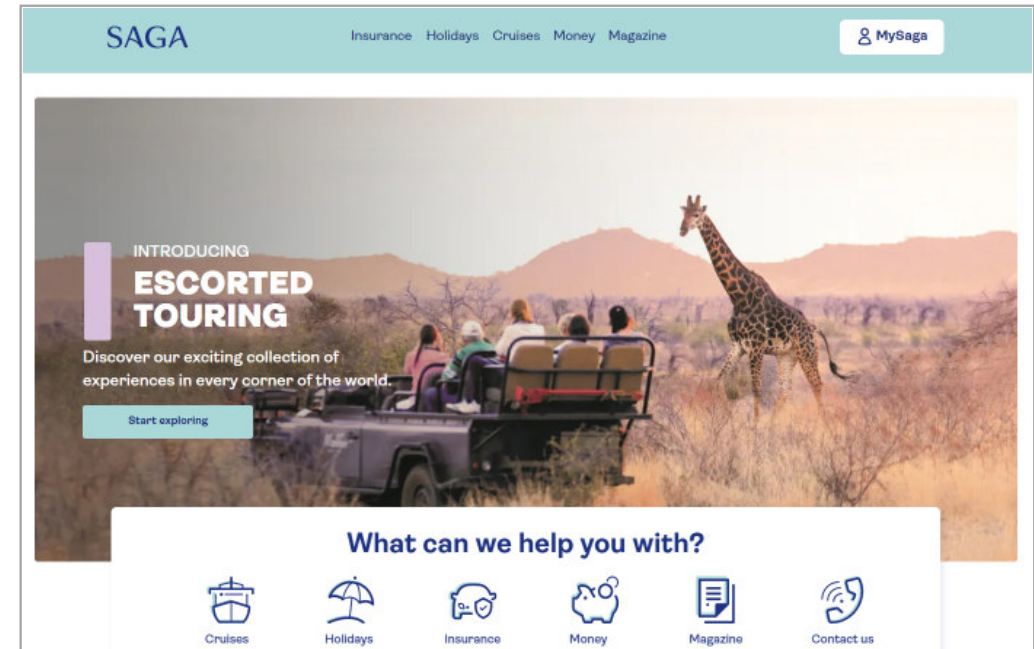 SAGA
Insurance Holidays Cruises Money Magazine
MySaga
INTRODUCING
ESCORTED
TOURING
Discover our exciting collection of
experiences in every corner of the world.
Start exploring
What can we help you with?
Cruises
Holidays
Insurance
Money
Magazine
Contact us